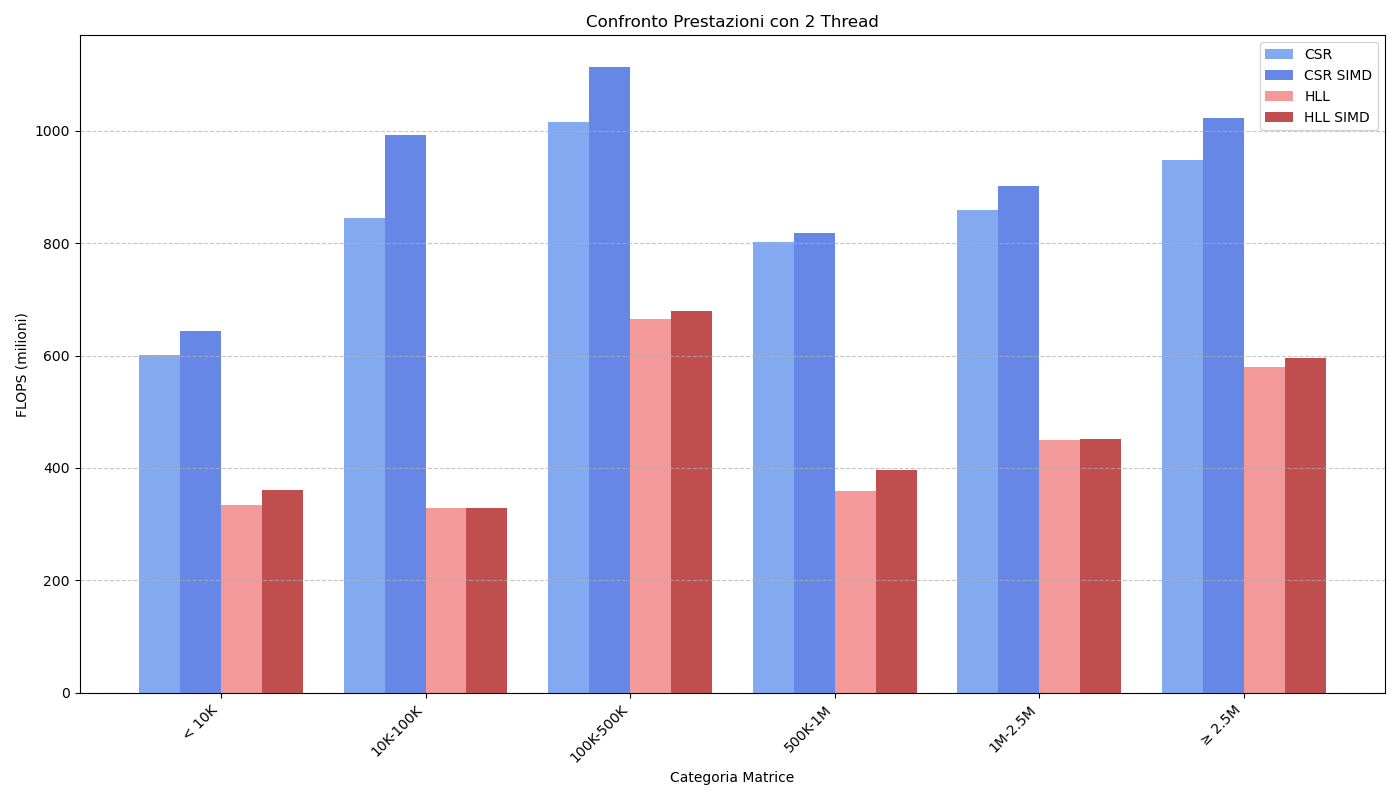 Confronto Prestazioni con 2 Thread
CSR
CSR SIMD
HLL
HLL SIMD
FLOPS (milioni)
1000
800
600
400
200
0
< 10K
10K-100K
100K-500K
500K-1M
1M-2.5M
≥ 2.5M
Categoria Matrice